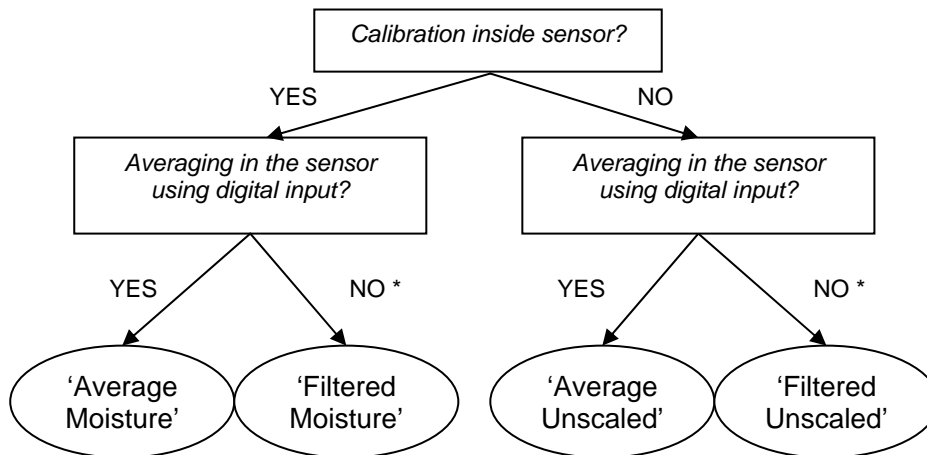 Calibration inside sensor?
YES
NO
Averaging in the sensor
using digital input?
Averaging in the sensor
using digital input?
YES
NO *
YES
NO *
‘Average
Moisture’
‘Filtered
Moisture’
‘Average
Unscaled’
‘Filtered
Unscaled’